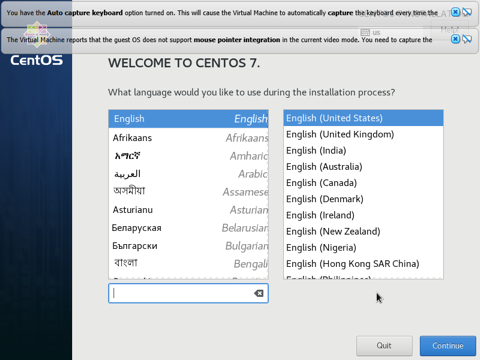 You have the Auto capture keyboard option turned on. This will cause the Virtual Machine to automatically capture the keyboard every time the
The Virtual Machine reports that the guest OS does not support mouse pointer integration in the current video mode. You need to capture the
us
CentOS
WELCOME TO CENTOS 7.
What language would you like to use during the installation process?
English English
Afrikaans Afrikaans
አማርኛ Amharic
العربية Arabic
অসমীয়া Assamese
Asturianu Asturian
Беларуская Belarusian
Български Bulgarian
বাংলা Bengali
English (United States)
English (United Kingdom)
English (India)
English (Australia)
English (Canada)
English (Denmark)
English (Ireland)
English (New Zealand)
English (Nigeria)
English (Hong Kong SAR China)
English (Philippines)
Quit
Continue